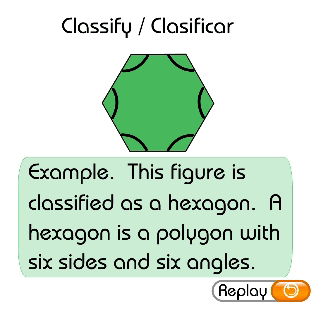 Classify / Clasificar
Example. This figure is
classified as a hexagon. A
hexagon is a polygon with
six sides and six angles.
Replay